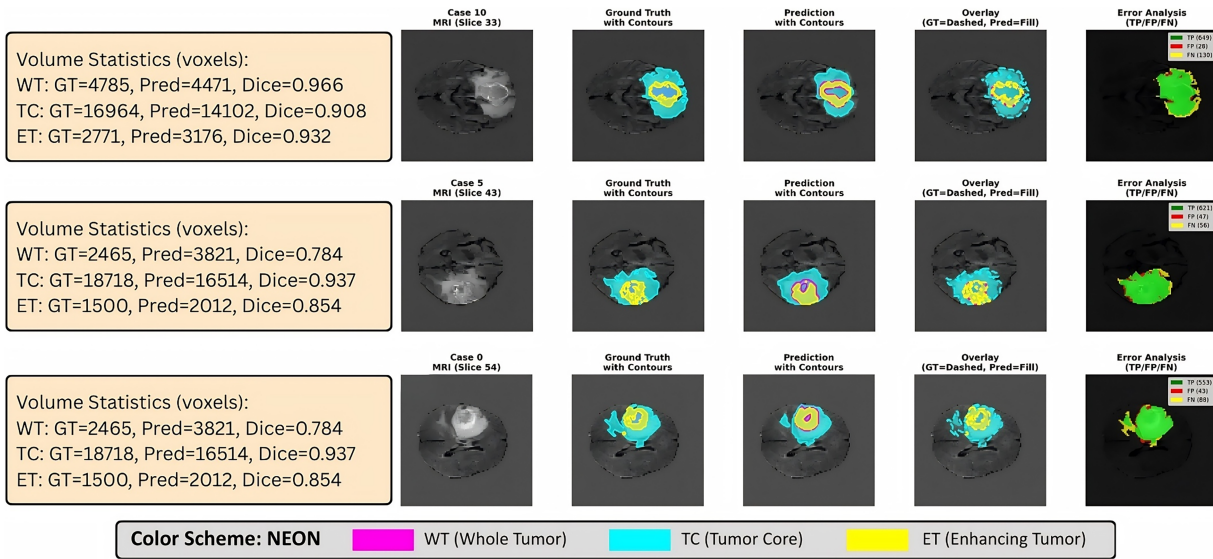 Case 10
MRI (Slice 33)
Ground Truth
with Contours
Prediction
with Contours
Overlay
(GT=Dashed, Pred=Fill)
Error Analysis
(TP/FP/FN)
Volume Statistics (voxels):
WT: GT=4785, Pred=4471, Dice=0.966
TC: GT=16964, Pred=14102, Dice=0.908
ET: GT=2771, Pred=3176, Dice=0.932
TP (649)
FP (28)
FN (130)
Case 5
MRI (Slice 43)
Ground Truth
with Contours
Prediction
with Contours
Overlay
(GT=Dashed, Pred=Fill)
Error Analysis
(TP/FP/FN)
Volume Statistics (voxels):
WT: GT=2465, Pred=3821, Dice=0.784
TC: GT=18718, Pred=16514, Dice=0.937
ET: GT=1500, Pred=2012, Dice=0.854
TP (621)
FP (47)
FN (56)
Case 0
MRI (Slice 54)
Ground Truth
with Contours
Prediction
with Contours
Overlay
(GT=Dashed, Pred=Fill)
Error Analysis
(TP/FP/FN)
Volume Statistics (voxels):
WT: GT=2465, Pred=3821, Dice=0.784
TC: GT=18718, Pred=16514, Dice=0.937
ET: GT=1500, Pred=2012, Dice=0.854
TP (553)
FP (43)
FN (88)
Color Scheme: NEON
WT (Whole Tumor)
TC (Tumor Core)
ET (Enhancing Tumor)